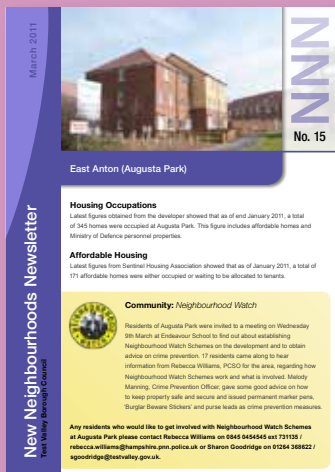 March 2011
NNN
No. 15
East Anton (Augusta Park)
New Neighbourhoods Newsletter
Test Valley Borough Council
Housing Occupations
Latest figures obtained from the developer showed that as of end January 2011, a total
of 345 homes were occupied at Augusta Park. This figure includes affordable homes and
Ministry of Defence personnel properties.
Affordable Housing
Latest figures from Sentinel Housing Association showed that as of January 2011, a total of
171 affordable homes were either occupied or waiting to be allocated to tenants.
Community: Neighbourhood Watch
Residents of Augusta Park were invited to a meeting on Wednesday
9th March at Endeavour School to find out about establishing
Neighbourhood Watch Schemes on the development and to obtain
advice on crime prevention. 17 residents came along to hear
information from Rebecca Williams, PCSO for the area, regarding how
Neighbourhood Watch Schemes work and what is involved. Melody
Manning, Crime Prevention Officer, gave some good advice on how
to keep property safe and secure and issued permanent marker pens,
'Burglar Beware Stickers' and purse leads as crime prevention measures.
Any residents who would like to get involved with Neighbourhood Watch Schemes
at Augusta Park please contact Rebecca Williams on 0845 0454545 ext 731135 /
rebecca.williams@hampshire.pnn.police.uk or Sharon Goodridge on 01264 368622 /
sgoodridge@testvalley.gov.uk.